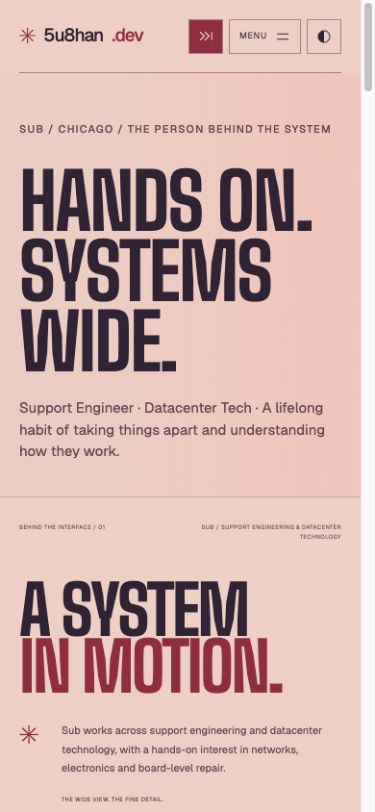 5u8han .dev
MENU
SUB / CHICAGO / THE PERSON BEHIND THE SYSTEM
HANDS ON.
SYSTEMS
WIDE.
Support Engineer · Datacenter Tech · A lifelong
habit of taking things apart and understanding
how they work.
BEHIND THE INTERFACE / 01
SUB / SUPPORT ENGINEERING & DATACENTER
TECHNOLOGY
A SYSTEM
IN MOTION.
Sub works across support engineering and datacenter
technology, with a hands-on interest in networks,
electronics and board-level repair.
THE WIDE VIEW. THE FINE DETAIL.